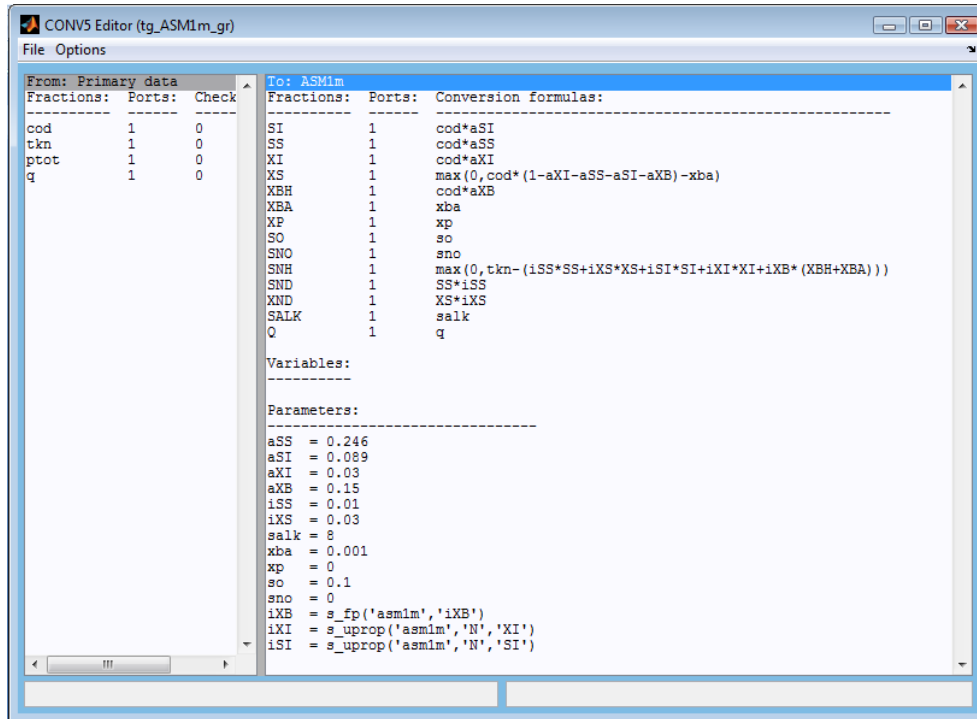 CONV5 Editor (tg_ASM1m_gr)
File Options
From: Primary data
Fractions: Ports: Check
---------- ------ -----
cod 1 0
tkn 1 0
ptot 1 0
q 1 0
To: ASM1m
Fractions: Ports: Conversion formulas:
---------- ------ ------------------------------------------------------
SI 1 cod*aSI
SS 1 cod*aSS
XI 1 cod*aXI
XS 1 max(0,cod*(1-aXI-aSS-aSI-aXB)-xba)
XBH 1 cod*aXB
XBA 1 xba
XP 1 xp
SO 1 so
SNO 1 sno
SNH 1 max(0,tkn-(iSS*SS+iXS*XS+iSI*SI+iXI*XI+iXB*(XBH+XBA)))
SND 1 SS*iSS
XND 1 XS*iXS
SALK 1 salk
Q 1 q
Variables:
----------
Parameters:
--------------------------------
aSS = 0.246
aSI = 0.089
aXI = 0.03
aXB = 0.15
iSS = 0.01
iXS = 0.03
salk = 8
xba = 0.001
xp = 0
so = 0.1
sno = 0
iXB = s_fp('asm1m','iXB')
iXI = s_uprop('asm1m','N','XI')
iSI = s_uprop('asm1m','N','SI')